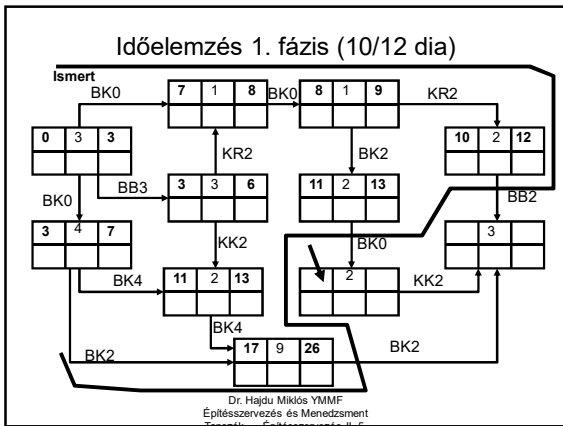 Időelemzés 1. fázis (10/12 dia)
Ismert
BK0
7 1 8
BK0
8 1 9
KR2
0 3 3
10 2 12
KR2
BK2
BK0
BB3
3 3 6
11 2 13
BB2
3 4 7
KK2
BK0
3
BK4
11 2 13
2
KK2
BK4
BK2
17 9 26
BK2
Dr. Hajdu Miklós YMMF
Építésszervezés és Menedzsment